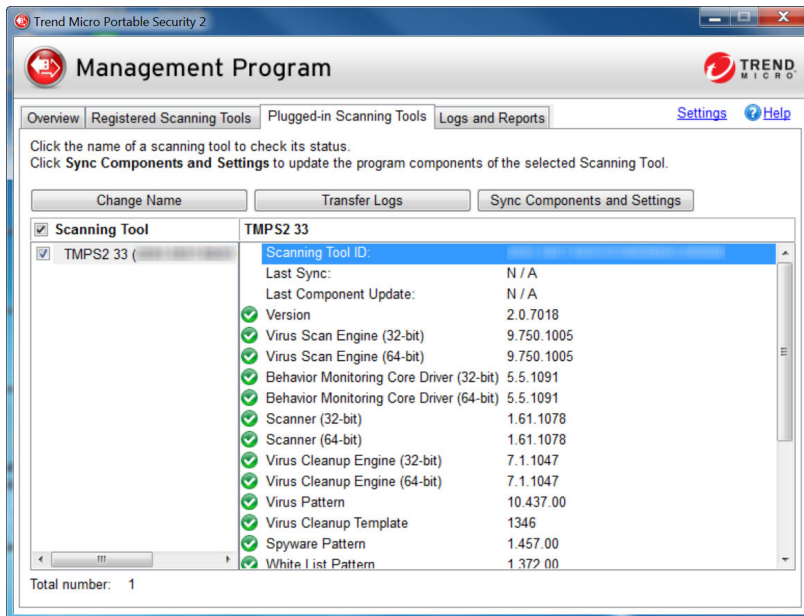 Trend Micro Portable Security 2
Management Program
TREND
MICRO
Overview
Registered Scanning Tools
Plugged-in Scanning Tools
Logs and Reports
Settings
Help
Click the name of a scanning tool to check its status.
Click Sync Components and Settings to update the program components of the selected Scanning Tool.
Change Name
Transfer Logs
Sync Components and Settings
Scanning Tool
TMPS2 33 (
TMPS2 33
Scanning Tool ID:
Last Sync: N / A
Last Component Update: N / A
Version 2.0.7018
Virus Scan Engine (32-bit) 9.750.1005
Virus Scan Engine (64-bit) 9.750.1005
Behavior Monitoring Core Driver (32-bit) 5.5.1091
Behavior Monitoring Core Driver (64-bit) 5.5.1091
Scanner (32-bit) 1.61.1078
Scanner (64-bit) 1.61.1078
Virus Cleanup Engine (32-bit) 7.1.1047
Virus Cleanup Engine (64-bit) 7.1.1047
Virus Pattern 10.437.00
Virus Cleanup Template 1346
Spyware Pattern 1.457.00
White List Pattern 1.372.00
Total number: 1